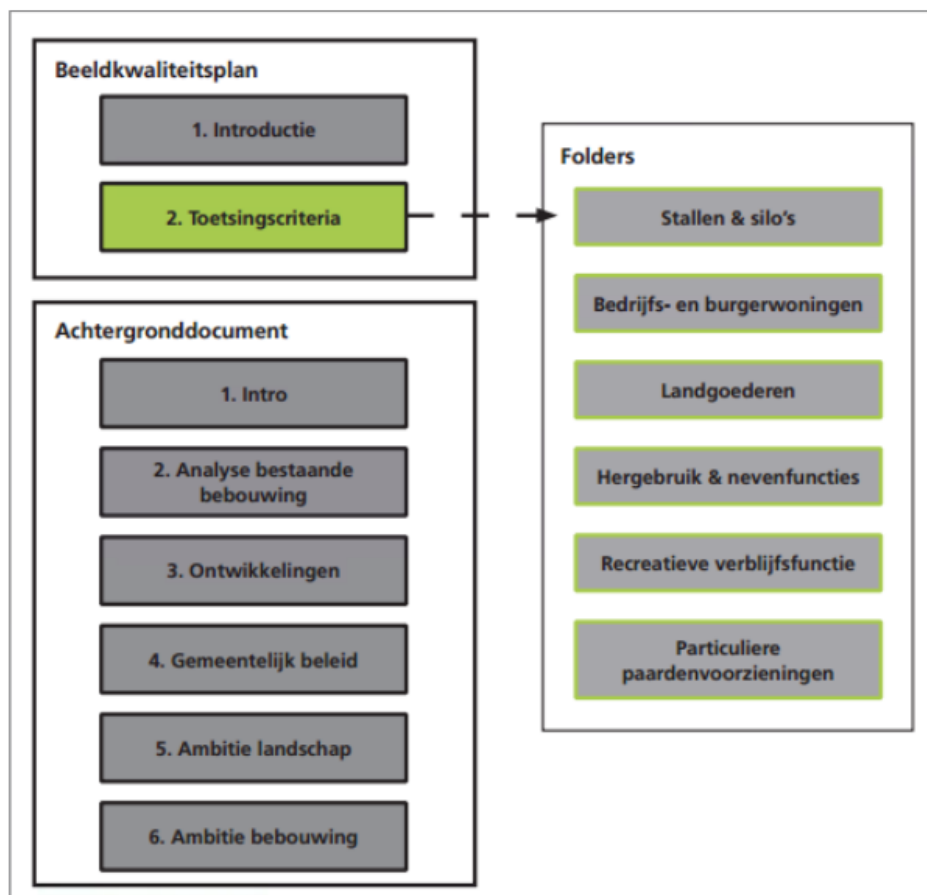 Beeldkwaliteitsplan
1. Introductie
2. Toetsingscriteria
Achtergronddocument
1. Intro
2. Analyse bestaande
bebouwing
3. Ontwikkelingen
4. Gemeentelijk beleid
5. Ambitie landschap
6. Ambitie bebouwing
Folders
Stallen & silo's
Bedrijfs- en burgerwoningen
Landgoederen
Hergebruik & nevenfuncties
Recreatieve verblijfsfunctie
Particuliere
paardenvoorzieningen